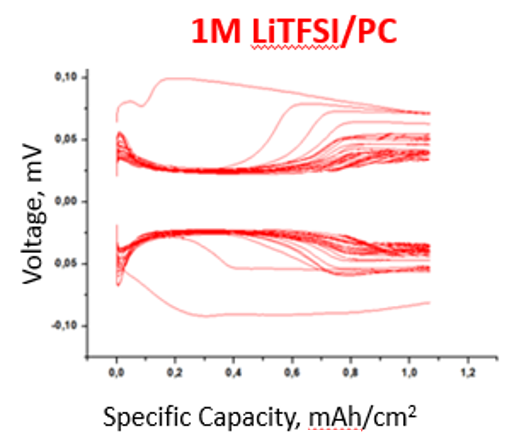 1M LiTFSI/PC
0,10
0,05
0,00
0,05
-0,10
Voltage, mV
0,0 0,2 0,4 0,6 0,8 1,0 1,2
Specific Capacity, mAh/cm²